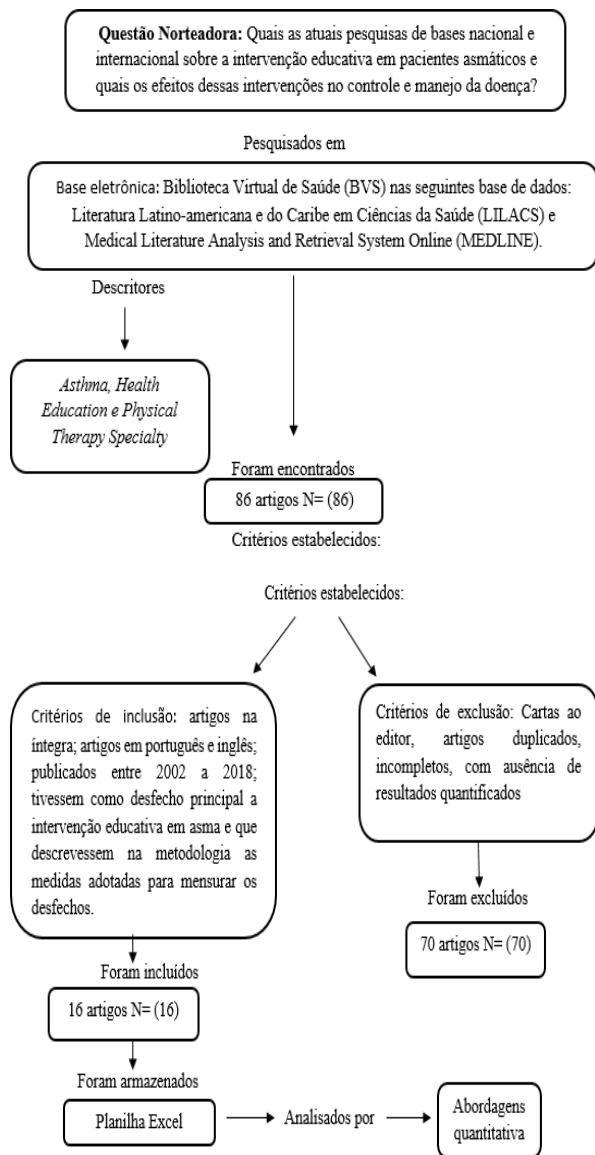 Questão Norteadora: Quais as atuais pesquisas de bases nacional e
internacional sobre a intervenção educativa em pacientes asmáticos e
quais os efeitos dessas intervenções no controle e manejo da doença?
Pesquisados em
Base eletrônica: Biblioteca Virtual de Saúde (BVS) nas seguintes base de dados:
Literatura Latino-americana e do Caribe em Ciências da Saúde (LILACS) e
Medical Literature Analysis and Retrieval System Online (MEDLINE).
Descritores
Asthma, Health
Education e Physical
Therapy Specialty
Foram encontrados
86 artigos N= (86)
Critérios estabelecidos:
Critérios estabelecidos:
Critérios de inclusão: artigos na
íntegra; artigos em português e inglês;
publicados entre 2002 a 2018;
tivessem como desfecho principal a
intervenção educativa em asma e que
descrevessem na metodologia as
medidas adotadas para mensurar os
desfechos.
Critérios de exclusão: Cartas ao
editor, artigos duplicados,
incompletos, com ausência de
resultados quantificados
Foram excluídos
70 artigos N= (70)
Foram incluídos
16 artigos N= (16)
Foram armazenados
Planilha Excel
Analisados por
Abordagens
quantitativa